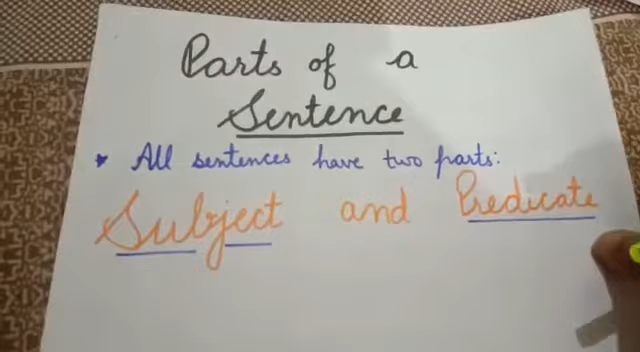 Parts of a
Sentence
* All sentences have two parts:
Subject and Predicate